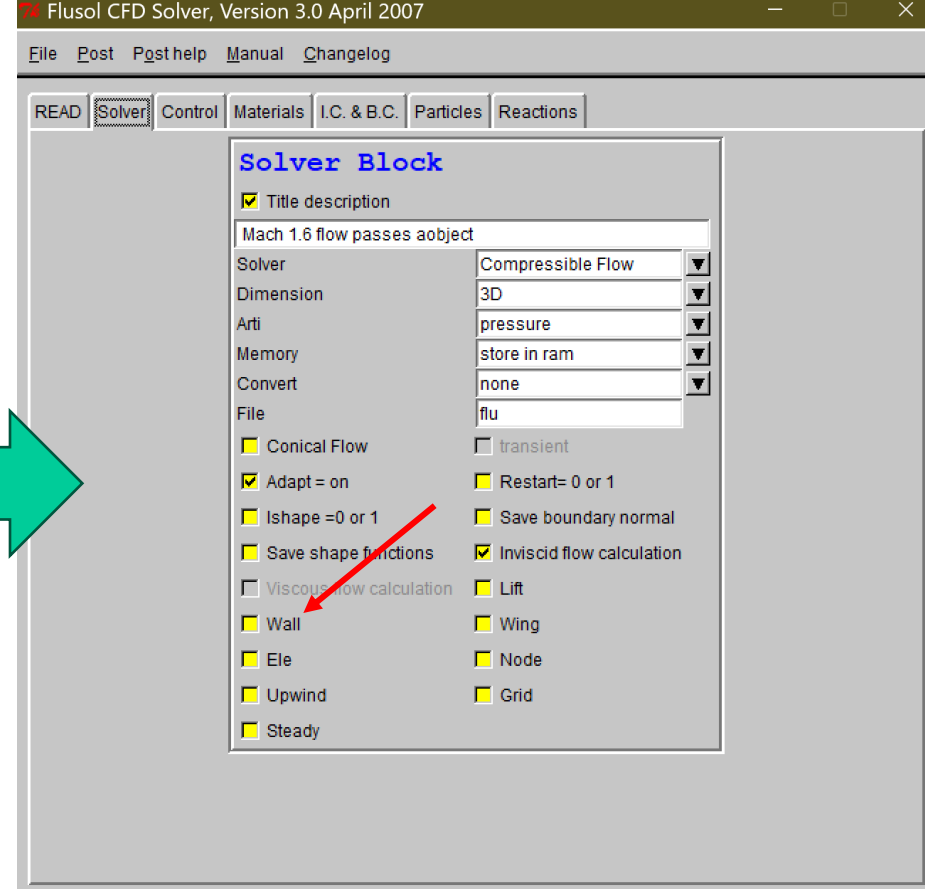 Flusol CFD Solver, Version 3.0 April 2007
File Post Post help Manual Changelog
READ Solver Control Materials I.C. & B.C. Particles Reactions
Solver Block
Title description
Mach 1.6 flow passes aobject
Solver Compressible Flow
Dimension 3D
Arti pressure
Memory store in ram
Convert none
File flu
Conical Flow transient
Adapt = on Restart= 0 or 1
Ishape =0 or 1 Save boundary normal
Save shape functions Inviscid flow calculation
Viscous flow calculation Lift
Wall Wing
Ele Node
Upwind Grid
Steady